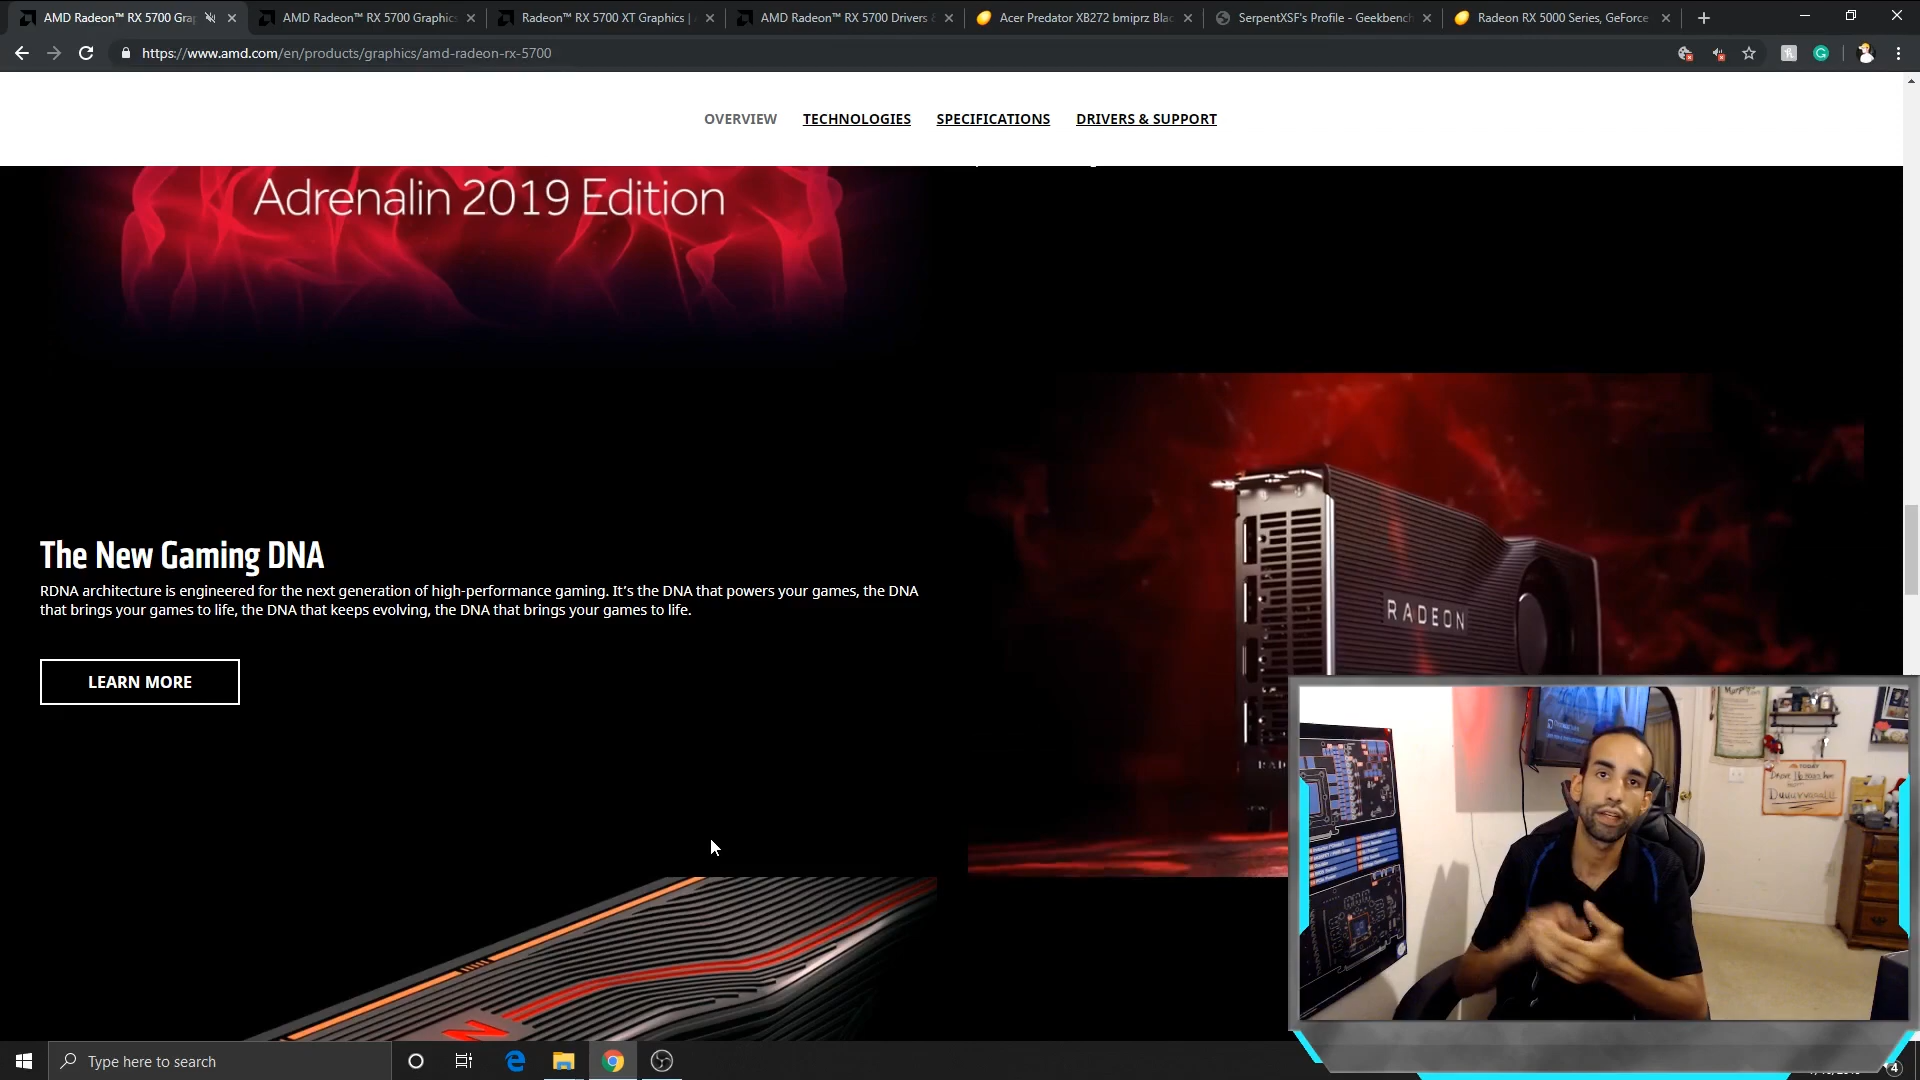 AMD Radeon™ RX 5700 Gra
AMD Radeon™ RX 5700 Graphics
Radeon™ RX 5700 XT Graphics |
AMD Radeon™ RX 5700 Drivers &
Acer Predator XB272 bmiprz Blac
SerpentXSF's Profile - Geekbench
Radeon RX 5000 Series, GeForce
https://www.amd.com/en/products/graphics/amd-radeon-rx-5700
OVERVIEW
TECHNOLOGIES
SPECIFICATIONS
DRIVERS & SUPPORT
Adrenalin 2019 Edition
The New Gaming DNA
RDNA architecture is engineered for the next generation of high-performance gaming. It's the DNA that powers your games, the DNA
that brings your games to life, the DNA that keeps evolving, the DNA that brings your games to life.
LEARN MORE
RADEON
Type here to search
4